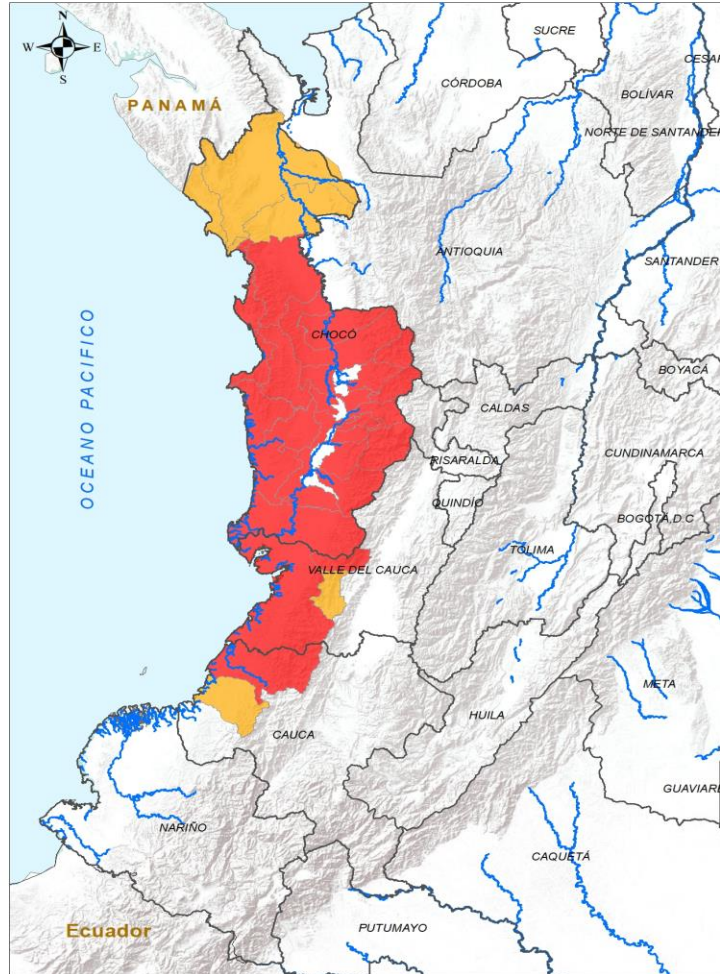 N
W
E
S
SUCRE
CESAR
CÓRDOBA
BOLÍVAR
PANAMÁ
NORTE DE SANTANDER
ANTIOQUIA
SANTANDER
OCEANO PACIFICO
CHOCÓ
BOYACÁ
CALDAS
CUNDINAMARCA
RISARALDA
QUINDÍO
BOGOTÁ, D.C
TOLIMA
VALLE DEL CAUCA
META
HUILA
CAUCA
GUAVIARE
NARIÑO
CAQUETÁ
Ecuador
PUTUMAYO